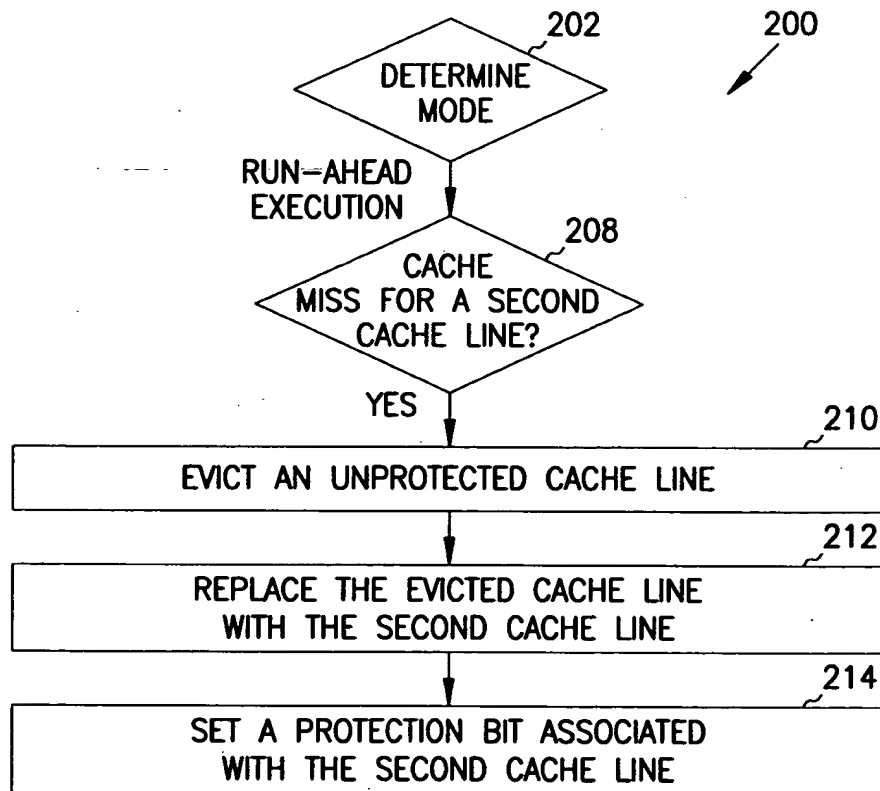 202
200
DETERMINE
MODE
RUN-AHEAD
EXECUTION
208
CACHE
MISS FOR A SECOND
CACHE LINE?
YES
210
EVICT AN UNPROTECTED CACHE LINE
212
REPLACE THE EVICTED CACHE LINE
WITH THE SECOND CACHE LINE
214
SET A PROTECTION BIT ASSOCIATED
WITH THE SECOND CACHE LINE